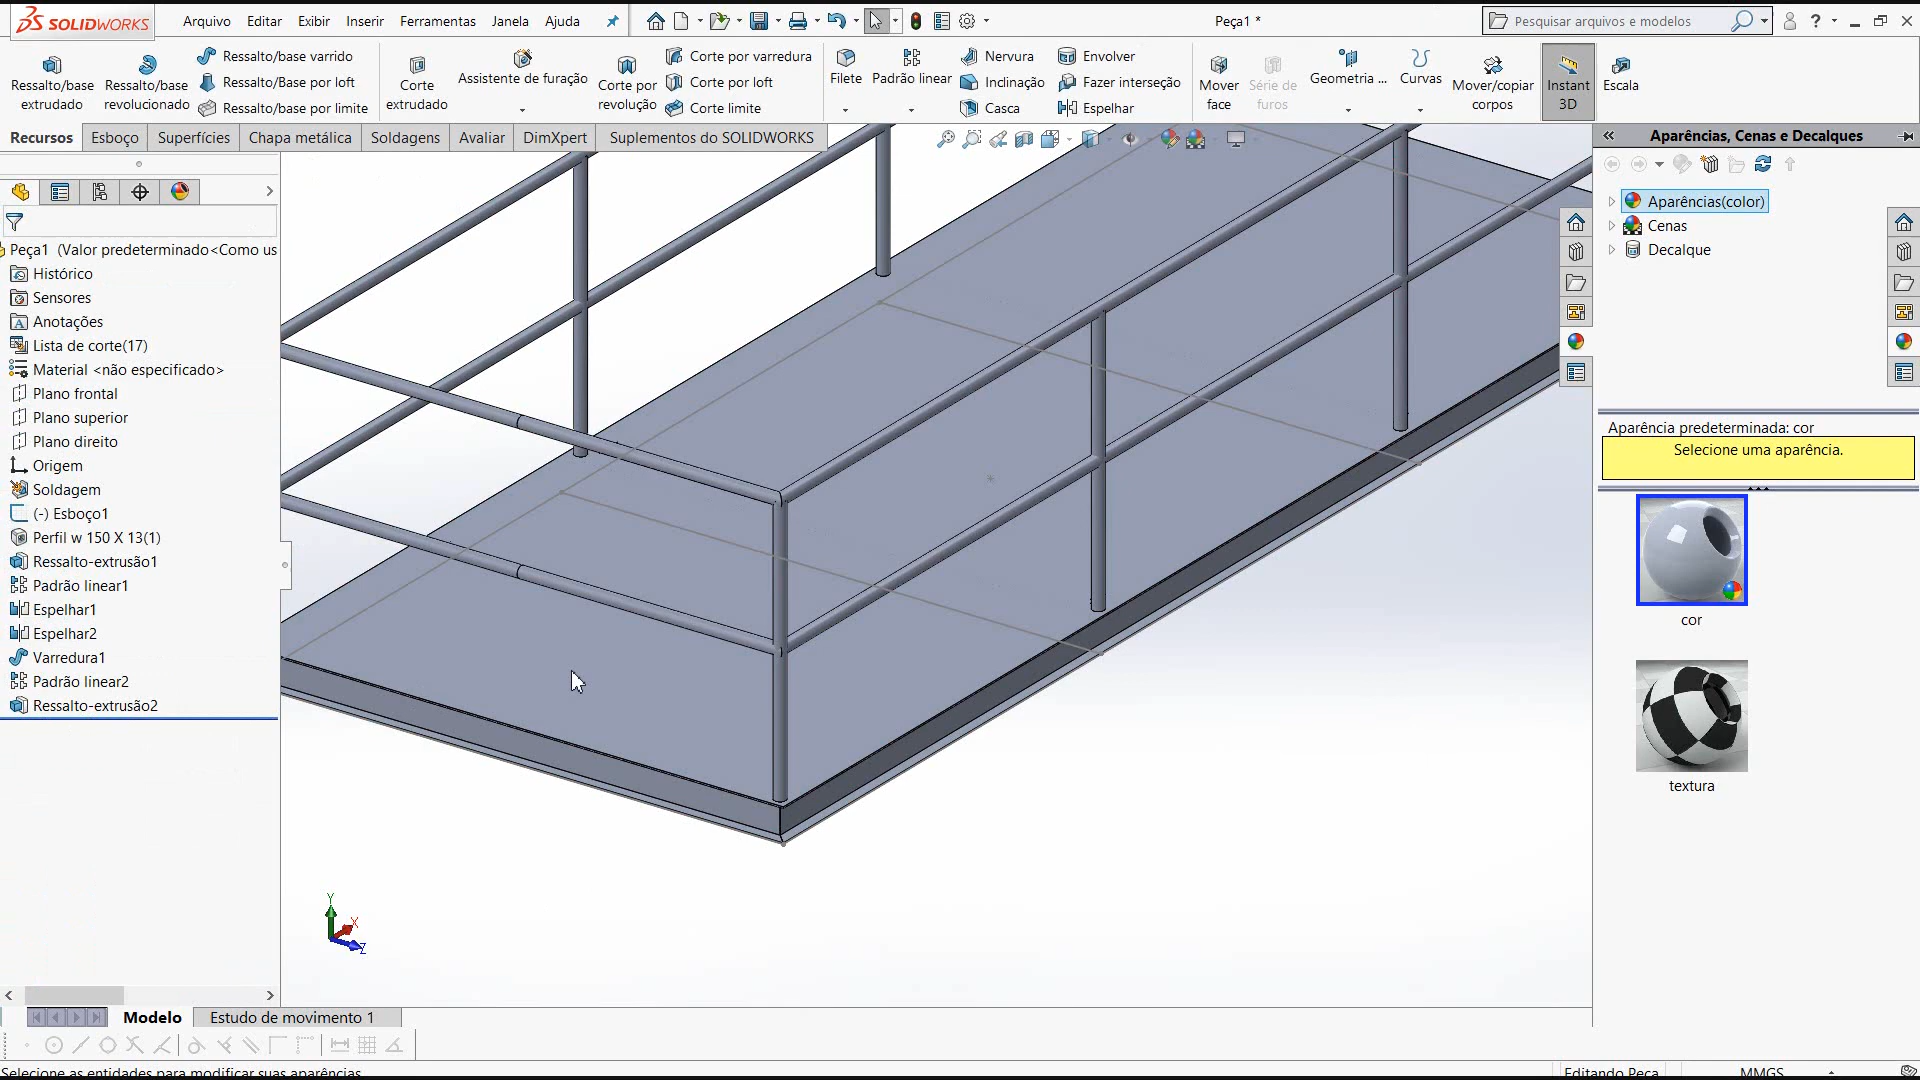 SOLIDWORKS
Arquivo Editar Exibir Inserir Ferramentas Janela Ajuda
Peça1 *
Pesquisar arquivos e modelos
Ressalto/base extrudado
Ressalto/base revolucionado
Ressalto/base varrido
Ressalto/Base por loft
Ressalto/base por limite
Corte extrudado
Assistente de furação
Corte por revolução
Corte por varredura
Corte por loft
Corte limite
Filete
Padrão linear
Nervura
Inclinação
Casca
Envolver
Fazer interseção
Espelhar
Mover face
Série de furos
Geometria ...
Curvas
Mover/copiar corpos
Instant 3D
Escala
Recursos Esboço Superfícies Chapa metálica Soldagens Avaliar DimXpert Suplementos do SOLIDWORKS
Peça1 (Valor predeterminado<Como us
Histórico
Sensores
Anotações
Lista de corte(17)
Material <não especificado>
Plano frontal
Plano superior
Plano direito
Origem
Soldagem
(-) Esboço1
Perfil w 150 X 13(1)
Ressalto-extrusão1
Padrão linear1
Espelhar1
Espelhar2
Varredura1
Padrão linear2
Ressalto-extrusão2
Y
X
Z
Aparências, Cenas e Decalques
Aparências(color)
Cenas
Decalque
Aparência predeterminada: cor
Selecione uma aparência.
cor
textura
Modelo Estudo de movimento 1
Selecione as entidades para modificar suas aparências
Editando Peça
MMGS